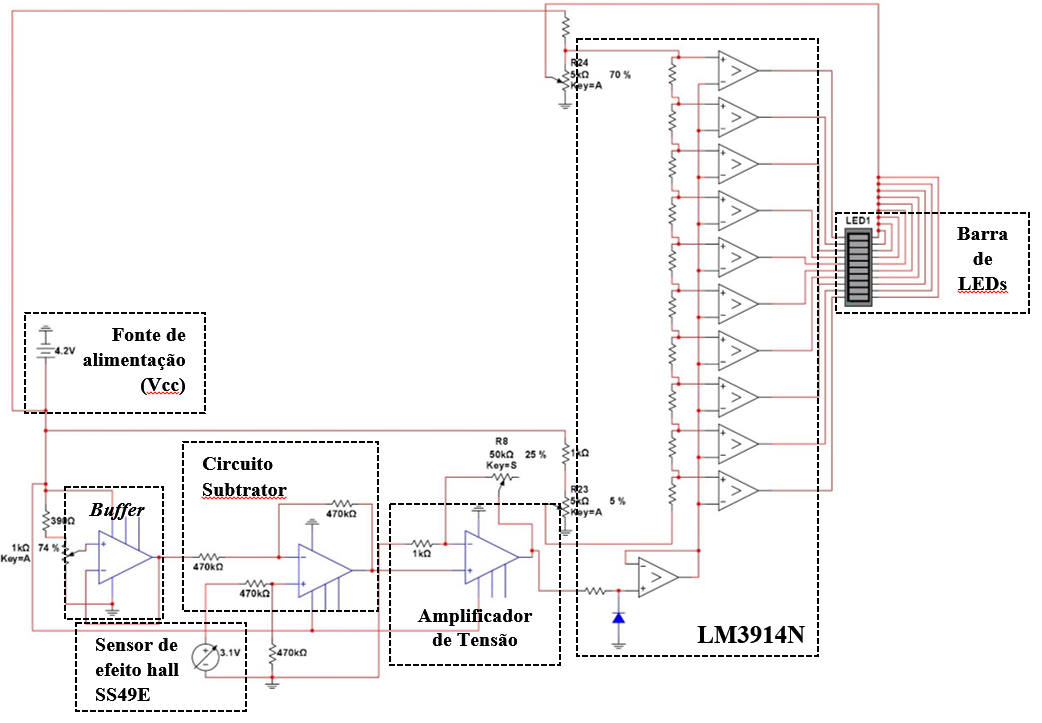 R24
5kΩ 70 %
Key=A
LED1
Barra
de
LEDs
4.2V
Fonte de
alimentação
(Vcc)
Circuito
Subtrator
R8
50kΩ 25 %
Key=S
1kΩ
R23
5kΩ 5 %
Key=A
Buffer
390Ω
470kΩ
1kΩ
74 %
Key=A
1kΩ
470kΩ
470kΩ
Amplificador
de Tensão
LM3914N
Sensor de
efeito hall
SS49E
3.1V
470kΩ